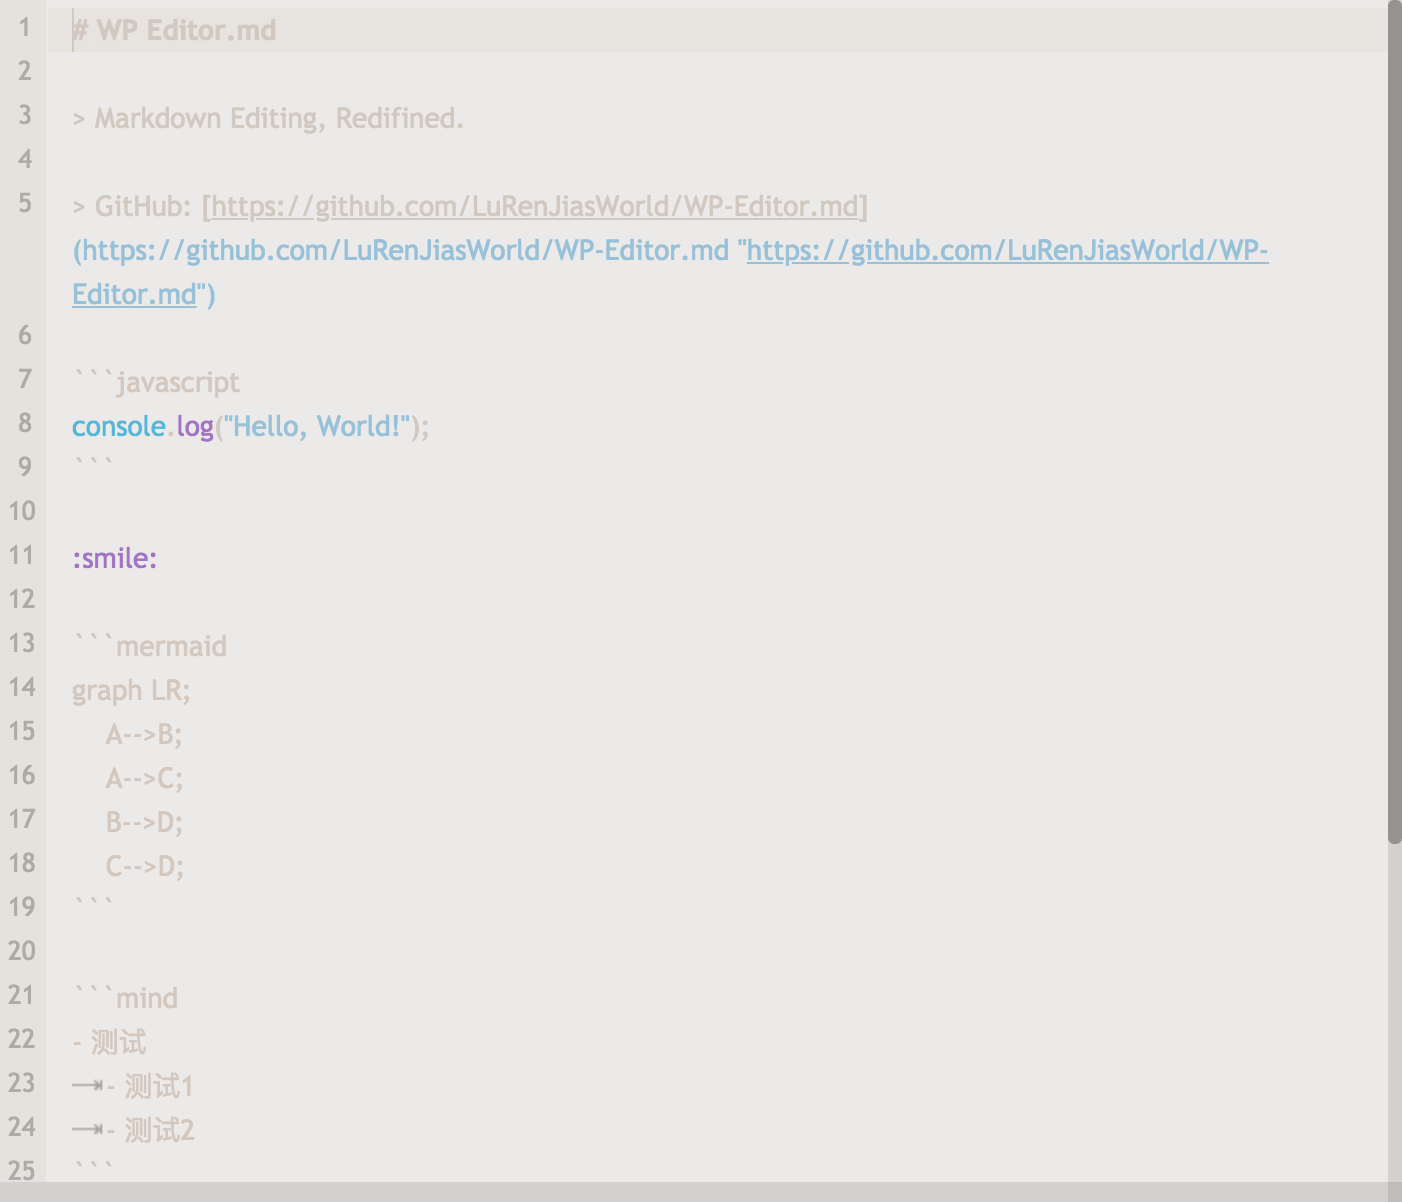 1 # WP Editor.md
2
3 > Markdown Editing, Redifined.
4
5 > GitHub: [https://github.com/LuRenJiasWorld/WP-Editor.md]
(https://github.com/LuRenJiasWorld/WP-Editor.md "https://github.com/LuRenJiasWorld/WP-
Editor.md")
6
7 ```javascript
8 console.log("Hello, World!");
9 ```
10
11 :smile:
12
13 ```mermaid
14 graph LR;
15     A-->B;
16     A-->C;
17     B-->D;
18     C-->D;
19 ```
20
21 ```mind
22 - 测试
23 	- 测试1
24 	- 测试2
25 ```